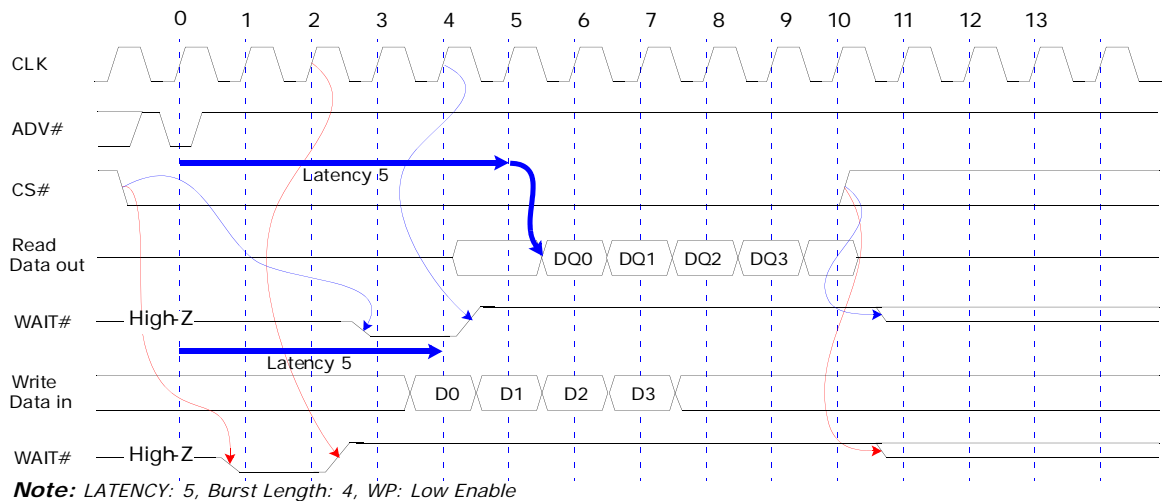 0 1 2 3 4 5 6 7 8 9 10 11 12 13
CLK
ADV#
Latency 5
CS#
Read
Data out
DQ0 DQ1 DQ2 DQ3
WAIT# High-Z
Latency 5
Write
Data in
D0 D1 D2 D3
WAIT# High-Z
Note: LATENCY: 5, Burst Length: 4, WP: Low Enable